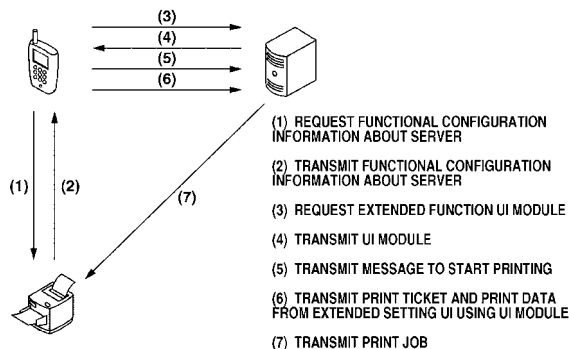 (3)
(4)
(5)
(6)
(1)
(2)
(7)
(1) REQUEST FUNCTIONAL CONFIGURATION
INFORMATION ABOUT SERVER
(2) TRANSMIT FUNCTIONAL CONFIGURATION
INFORMATION ABOUT SERVER
(3) REQUEST EXTENDED FUNCTION UI MODULE
(4) TRANSMIT UI MODULE
(5) TRANSMIT MESSAGE TO START PRINTING
(6) TRANSMIT PRINT TICKET AND PRINT DATA
FROM EXTENDED SETTING UI USING UI MODULE
(7) TRANSMIT PRINT JOB